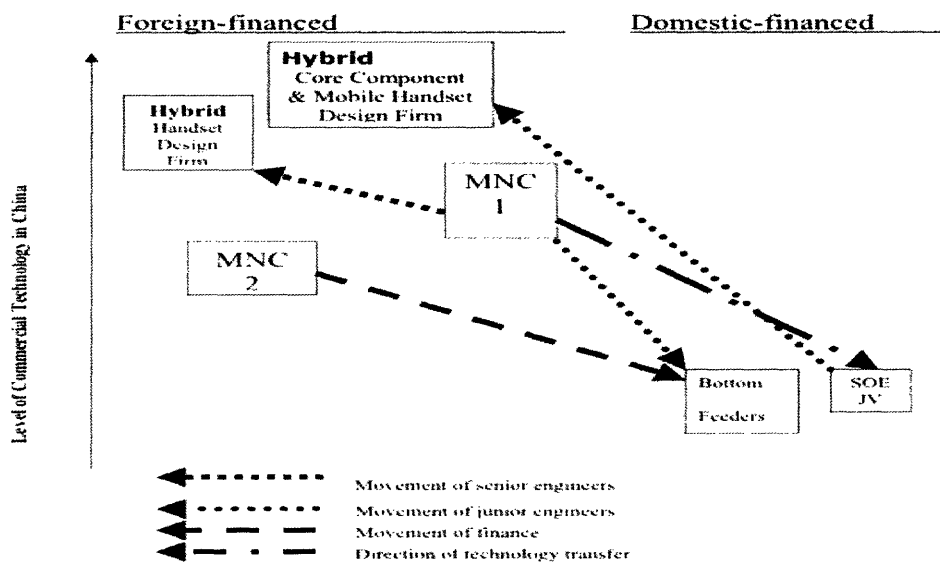 Foreign-financed
Domestic-financed
Hybrid
Core Component
& Mobile Handset
Design Firm
Hybrid
Handset
Design
Firm
MNC
1
MNC
2
Bottom
Feeders
SOE
JV
Level of Commercial Technology in China
Movement of senior engineers
Movement of junior engineers
Movement of finance
Direction of technology transfer